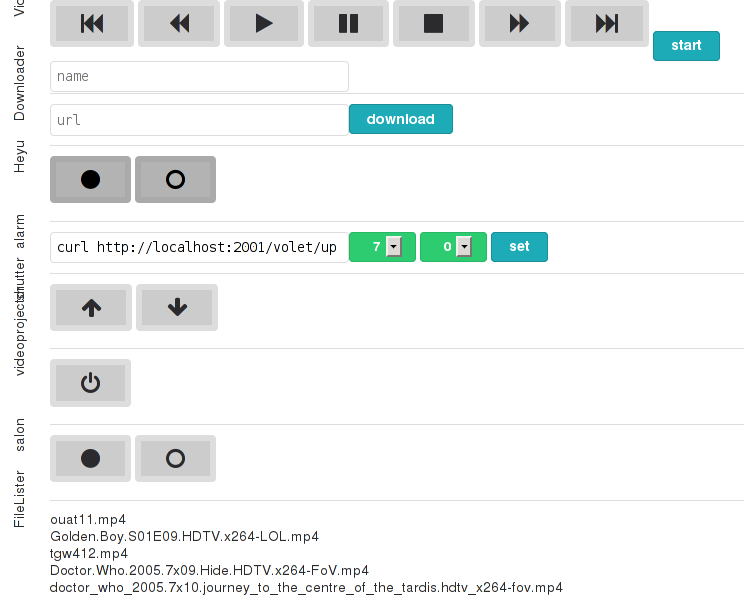 start
name
Downloader
url
download
Heyu
alarm
curl http://localhost:2001/volet/up
7
0
set
shutter
salon
FileLister
ouat11.mp4
Golden.Boy.S01E09.HDTV.x264-LOL.mp4
tgw412.mp4
Doctor.Who.2005.7x09.Hide.HDTV.x264-FoV.mp4
doctor_who_2005.7x10.journey_to_the_centre_of_the_tardis.hdtv_x264-fov.mp4